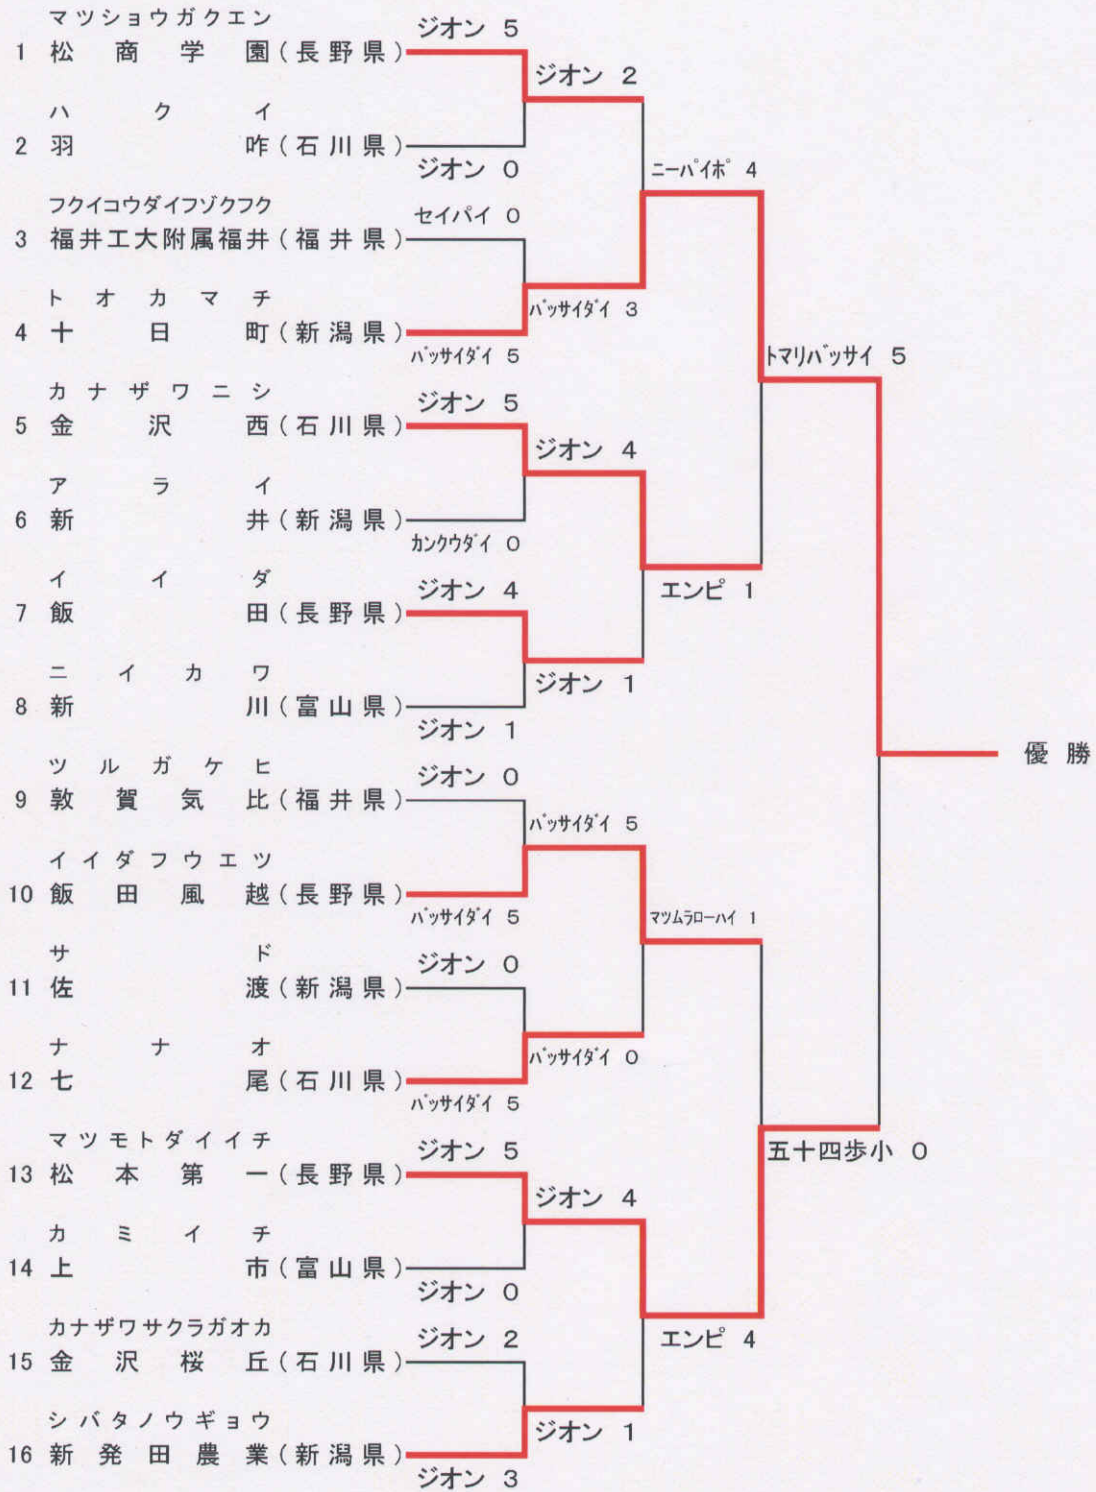 マツショウガクエン
1 松商学園(長野県)
ジオン 5
ジオン 2
ハクイ
2 羽咋(石川県)
ジオン 0
ニーパイポ 4
フクイコウダイフゾクフク
3 福井工大附属福井(福井県)
セイパイ 0
バッサイダイ 3
トオカマチ
4 十日町(新潟県)
バッサイダイ 5
トマリバッサイ 5
カナザワニシ
5 金沢西(石川県)
ジオン 5
ジオン 4
アライ
6 新井(新潟県)
カンクウダイ 0
イイダ
7 飯田(長野県)
ジオン 4
エンピ 1
ニイカワ
8 新川(富山県)
ジオン 1
ジオン 1
優勝
ツルガケヒ
9 敦賀気比(福井県)
ジオン 0
バッサイダイ 5
イイダフウエツ
10 飯田風越(長野県)
バッサイダイ 5
マツムラローハイ 1
サド
11 佐渡(新潟県)
ジオン 0
バッサイダイ 0
ナナオ
12 七尾(石川県)
バッサイダイ 5
マツモトダイイチ
13 松本第一(長野県)
ジオン 5
五十四歩小 0
ジオン 4
カミイチ
14 上市(富山県)
ジオン 0
カナザワサクラガオカ
15 金沢桜丘(石川県)
ジオン 2
エンピ 4
シバタノウギョウ
16 新発田農業(新潟県)
ジオン 3
ジオン 1